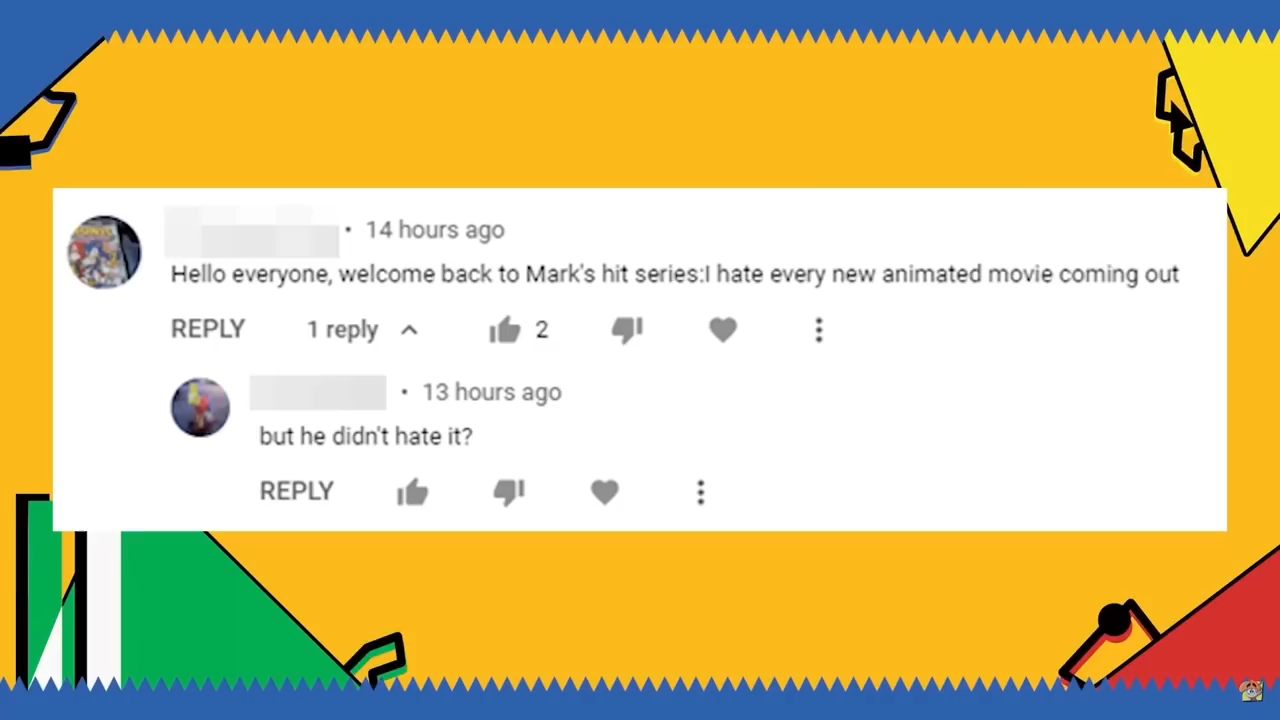 • 14 hours ago
Hello everyone, welcome back to Mark's hit series:I hate every new animated movie coming out
REPLY 1 reply 2
• 13 hours ago
but he didn't hate it?
REPLY